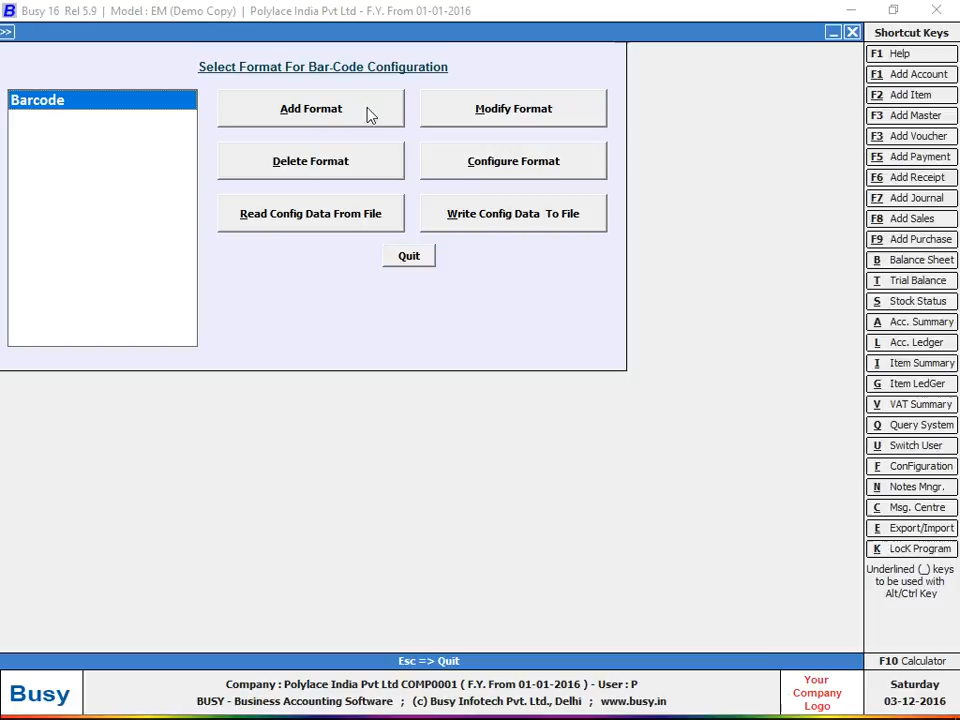 B Busy 16 Rel 5.9 | Model : EM (Demo Copy) | Polylace India Pvt Ltd - F.Y. From 01-01-2016
>>
Select Format For Bar-Code Configuration
Barcode
Add Format
Modify Format
Delete Format
Configure Format
Read Config Data From File
Write Config Data To File
Quit
Shortcut Keys
F1 Help
F1 Add Account
F2 Add Item
F3 Add Master
F3 Add Voucher
F5 Add Payment
F6 Add Receipt
F7 Add Journal
F8 Add Sales
F9 Add Purchase
B Balance Sheet
T Trial Balance
S Stock Status
A Acc. Summary
L Acc. Ledger
I Item Summary
G Item LedGer
V VAT Summary
Q Query System
U Switch User
F ConFiguration
N Notes Mngr.
C Msg. Centre
E Export/Import
K LocK Program
Underlined (_) keys
to be used with
Alt/Ctrl Key
Esc => Quit
F10 Calculator
Busy
Company : Polylace India Pvt Ltd COMP0001 ( F.Y. From 01-01-2016 ) - User : P
BUSY - Business Accounting Software ; (c) Busy Infotech Pvt. Ltd., Delhi ; www.busy.in
Your
Company
Logo
Saturday
03-12-2016